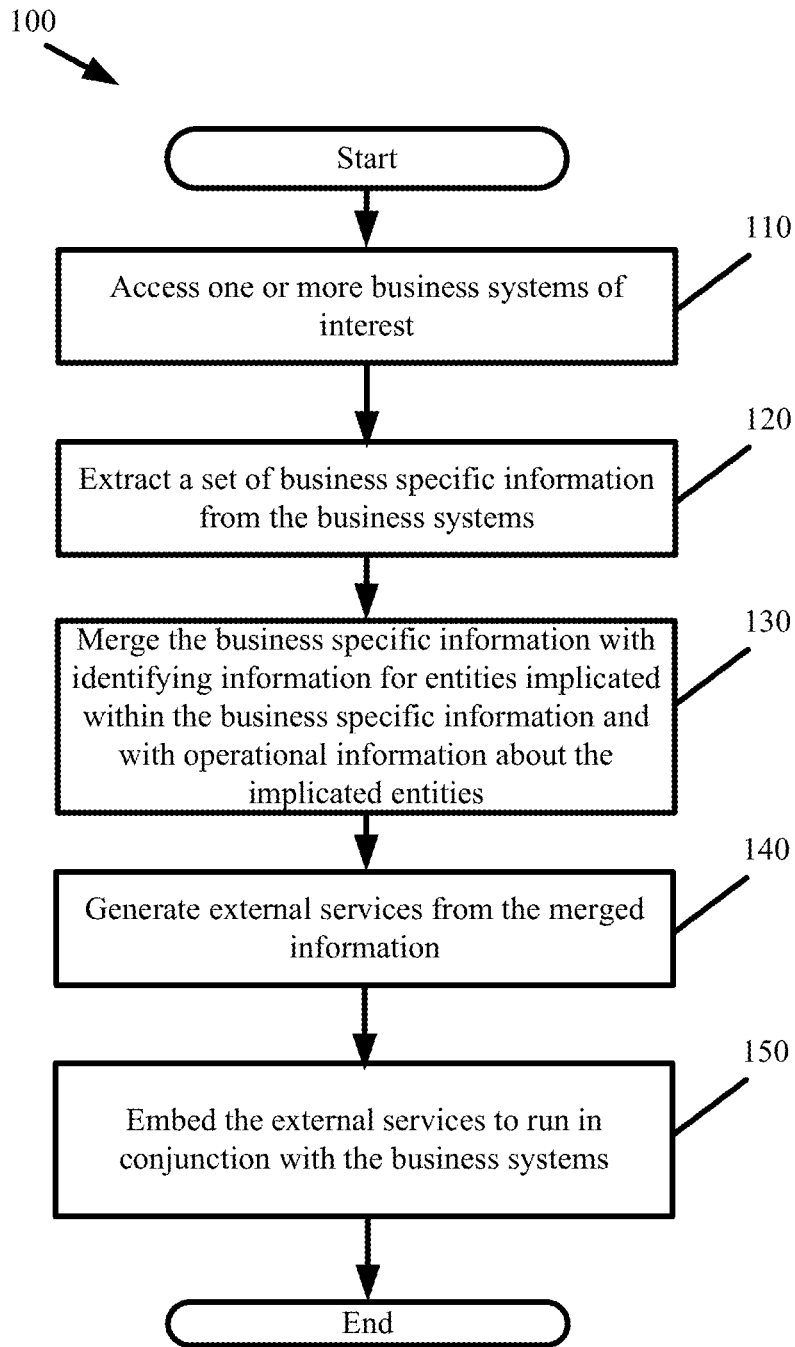 100
Start
110
Access one or more business systems of
interest
120
Extract a set of business specific information
from the business systems
130
Merge the business specific information with
identifying information for entities implicated
within the business specific information and
with operational information about the
implicated entities
140
Generate external services from the merged
information
150
Embed the external services to run in
conjunction with the business systems
End